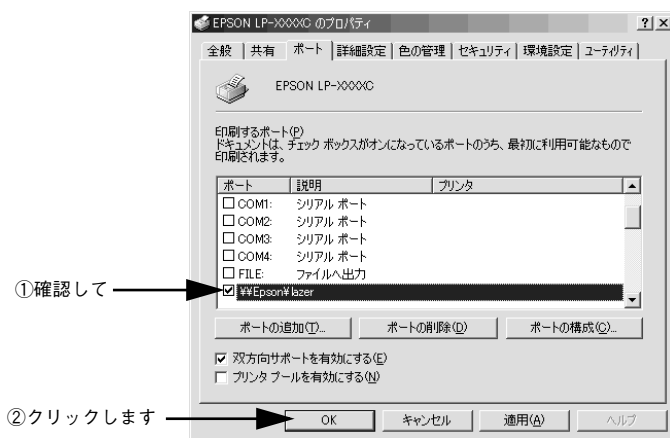 EPSON LP-XXXXC のプロパティ
全般 共有 ポート 詳細設定 色の管理 セキュリティ 環境設定 ユーティリティ
EPSON LP-XXXXC
印刷するポート(P)
ドキュメントは、チェック ボックスがオンになっているポートのうち、最初に利用可能なもので
印刷されます。
ポート 説明 プリンタ
COM1: シリアル ポート
COM2: シリアル ポート
COM3: シリアル ポート
COM4: シリアル ポート
FILE: ファイルへ出力
①確認して
¥¥Epson¥lazer
ポートの追加(T)... ポートの削除(D) ポートの構成(C)...
双方向サポートを有効にする(E)
プリンタ プールを有効にする(N)
②クリックします
OK キャンセル 適用(A) ヘルプ